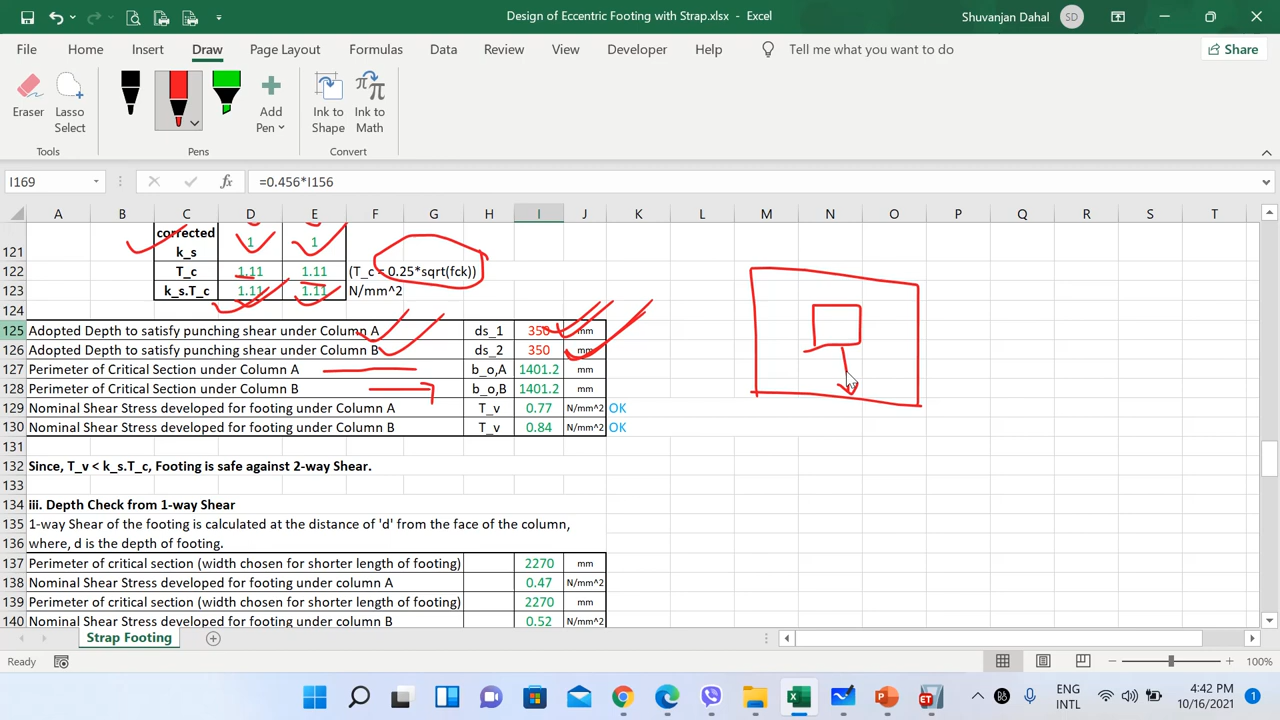 Design of Eccentric Footing with Strap.xlsx - Excel
Shuvanjan Dahal
SD
File Home Insert Draw Page Layout Formulas Data Review View Developer Help Tell me what you want to do Share
Eraser
Lasso Select
Add Pen
Ink to Shape
Ink to Math
Tools Pens Convert
I169 fx =0.456*I156
A B C D E F G H I J K L M N O P Q R S T
121 corrected k_s 1 1
122 T_c 1.11 1.11 (T_c = 0.25*sqrt(fck))
123 k_s.T_c 1.11 1.11 N/mm^2
124
125 Adopted Depth to satisfy punching shear under Column A ds_1 350 mm
126 Adopted Depth to satisfy punching shear under Column B ds_2 350 mm
127 Perimeter of Critical Section under Column A b_o,A 1401.2 mm
128 Perimeter of Critical Section under Column B b_o,B 1401.2 mm
129 Nominal Shear Stress developed for footing under Column A T_v 0.77 N/mm^2 OK
130 Nominal Shear Stress developed for footing under Column B T_v 0.84 N/mm^2 OK
131
132 Since, T_v < k_s.T_c, Footing is safe against 2-way Shear.
133
134 iii. Depth Check from 1-way Shear
135 1-way Shear of the footing is calculated at the distance of 'd' from the face of the column,
136 where, d is the depth of footing.
137 Perimeter of critical section (width chosen for shorter length of footing) 2270 mm
138 Nominal Shear Stress developed for footing under column A 0.47 N/mm^2
139 Perimeter of critical section (width chosen for shorter length of footing) 2270 mm
140 Nominal Shear Stress developed for footing under column B 0.52 N/mm^2
Strap Footing
Ready 100%
ENG
INTL
4:42 PM
10/16/2021
1